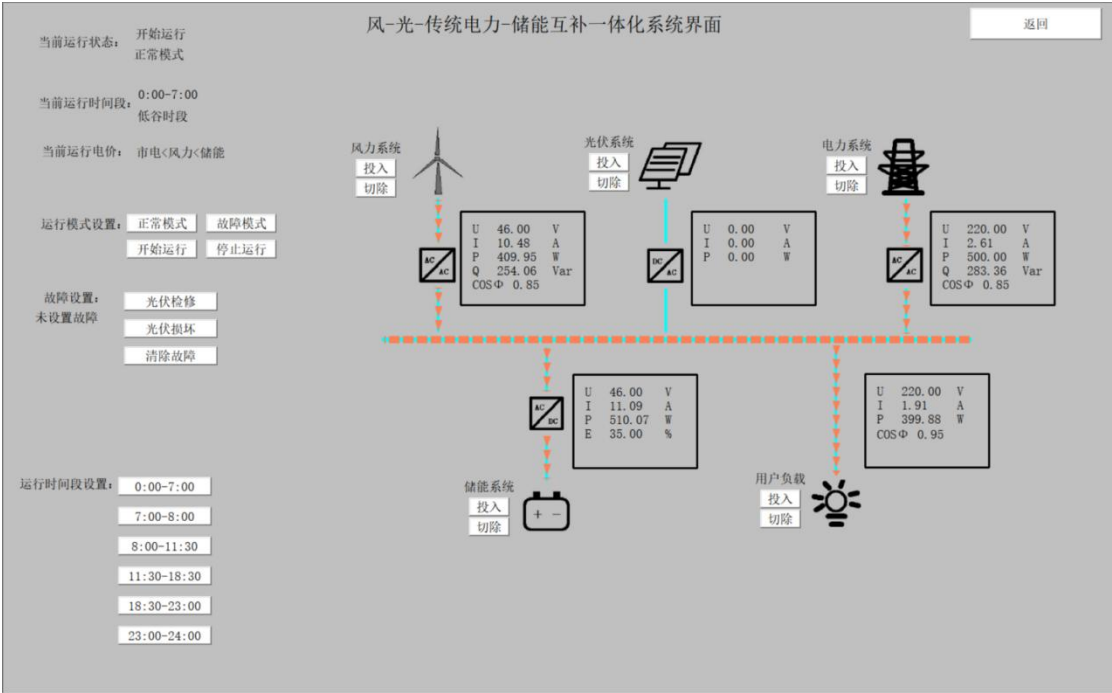 风-光-传统电力-储能互补一体化系统界面
返回
当前运行状态：
开始运行
正常模式
当前运行时间段：
0:00-7:00
低谷时段
当前运行电价：
市电<风力<储能
运行模式设置：
正常模式
故障模式
开始运行
停止运行
故障设置：
未设置故障
光伏检修
光伏损坏
清除故障
运行时间段设置：
0:00-7:00
7:00-8:00
8:00-11:30
11:30-18:30
18:30-23:00
23:00-24:00
风力系统
投入
切除
AC
AC
U 46.00 V
I 10.48 A
P 409.95 W
Q 254.06 Var
COSΦ 0.85
光伏系统
投入
切除
DC
AC
U 0.00 V
I 0.00 A
P 0.00 W
电力系统
投入
切除
AC
AC
U 220.00 V
I 2.61 A
P 500.00 W
Q 283.36 Var
COSΦ 0.85
AC
DC
U 46.00 V
I 11.09 A
P 510.07 W
E 35.00 %
储能系统
投入
切除
+ -
U 220.00 V
I 1.91 A
P 399.88 W
COSΦ 0.95
用户负载
投入
切除